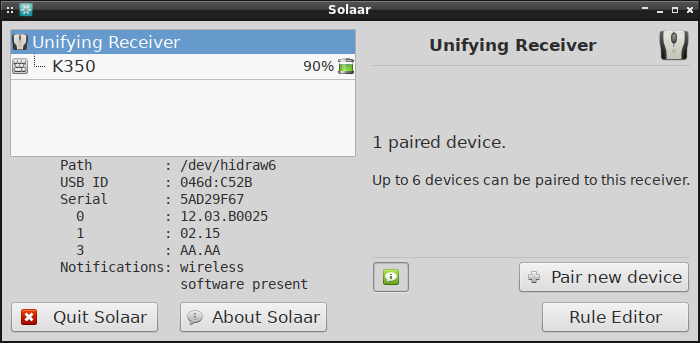 Solaar
Unifying Receiver
K350 90%
Path : /dev/hidraw6
USB ID : 046d:C52B
Serial : 5AD29F67
0 : 12.03.B0025
1 : 02.15
3 : AA.AA
Notifications: wireless
software present
Quit Solaar
About Solaar
Unifying Receiver
1 paired device.
Up to 6 devices can be paired to this receiver.
Pair new device
Rule Editor